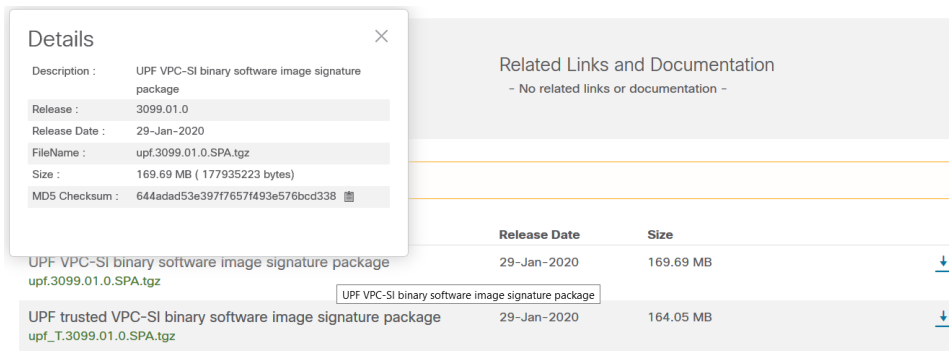 Details
Description : UPF VPC-SI binary software image signature
package
Release : 3099.01.0
Release Date : 29-Jan-2020
FileName : upf.3099.01.0.SPA.tgz
Size : 169.69 MB ( 177935223 bytes)
MD5 Checksum : 644adad53e397f7657f493e576bcd338
Related Links and Documentation
- No related links or documentation -
Release Date Size
UPF VPC-SI binary software image signature package 29-Jan-2020 169.69 MB
upf.3099.01.0.SPA.tgz
UPF VPC-SI binary software image signature package
UPF trusted VPC-SI binary software image signature package 29-Jan-2020 164.05 MB
upf_T.3099.01.0.SPA.tgz